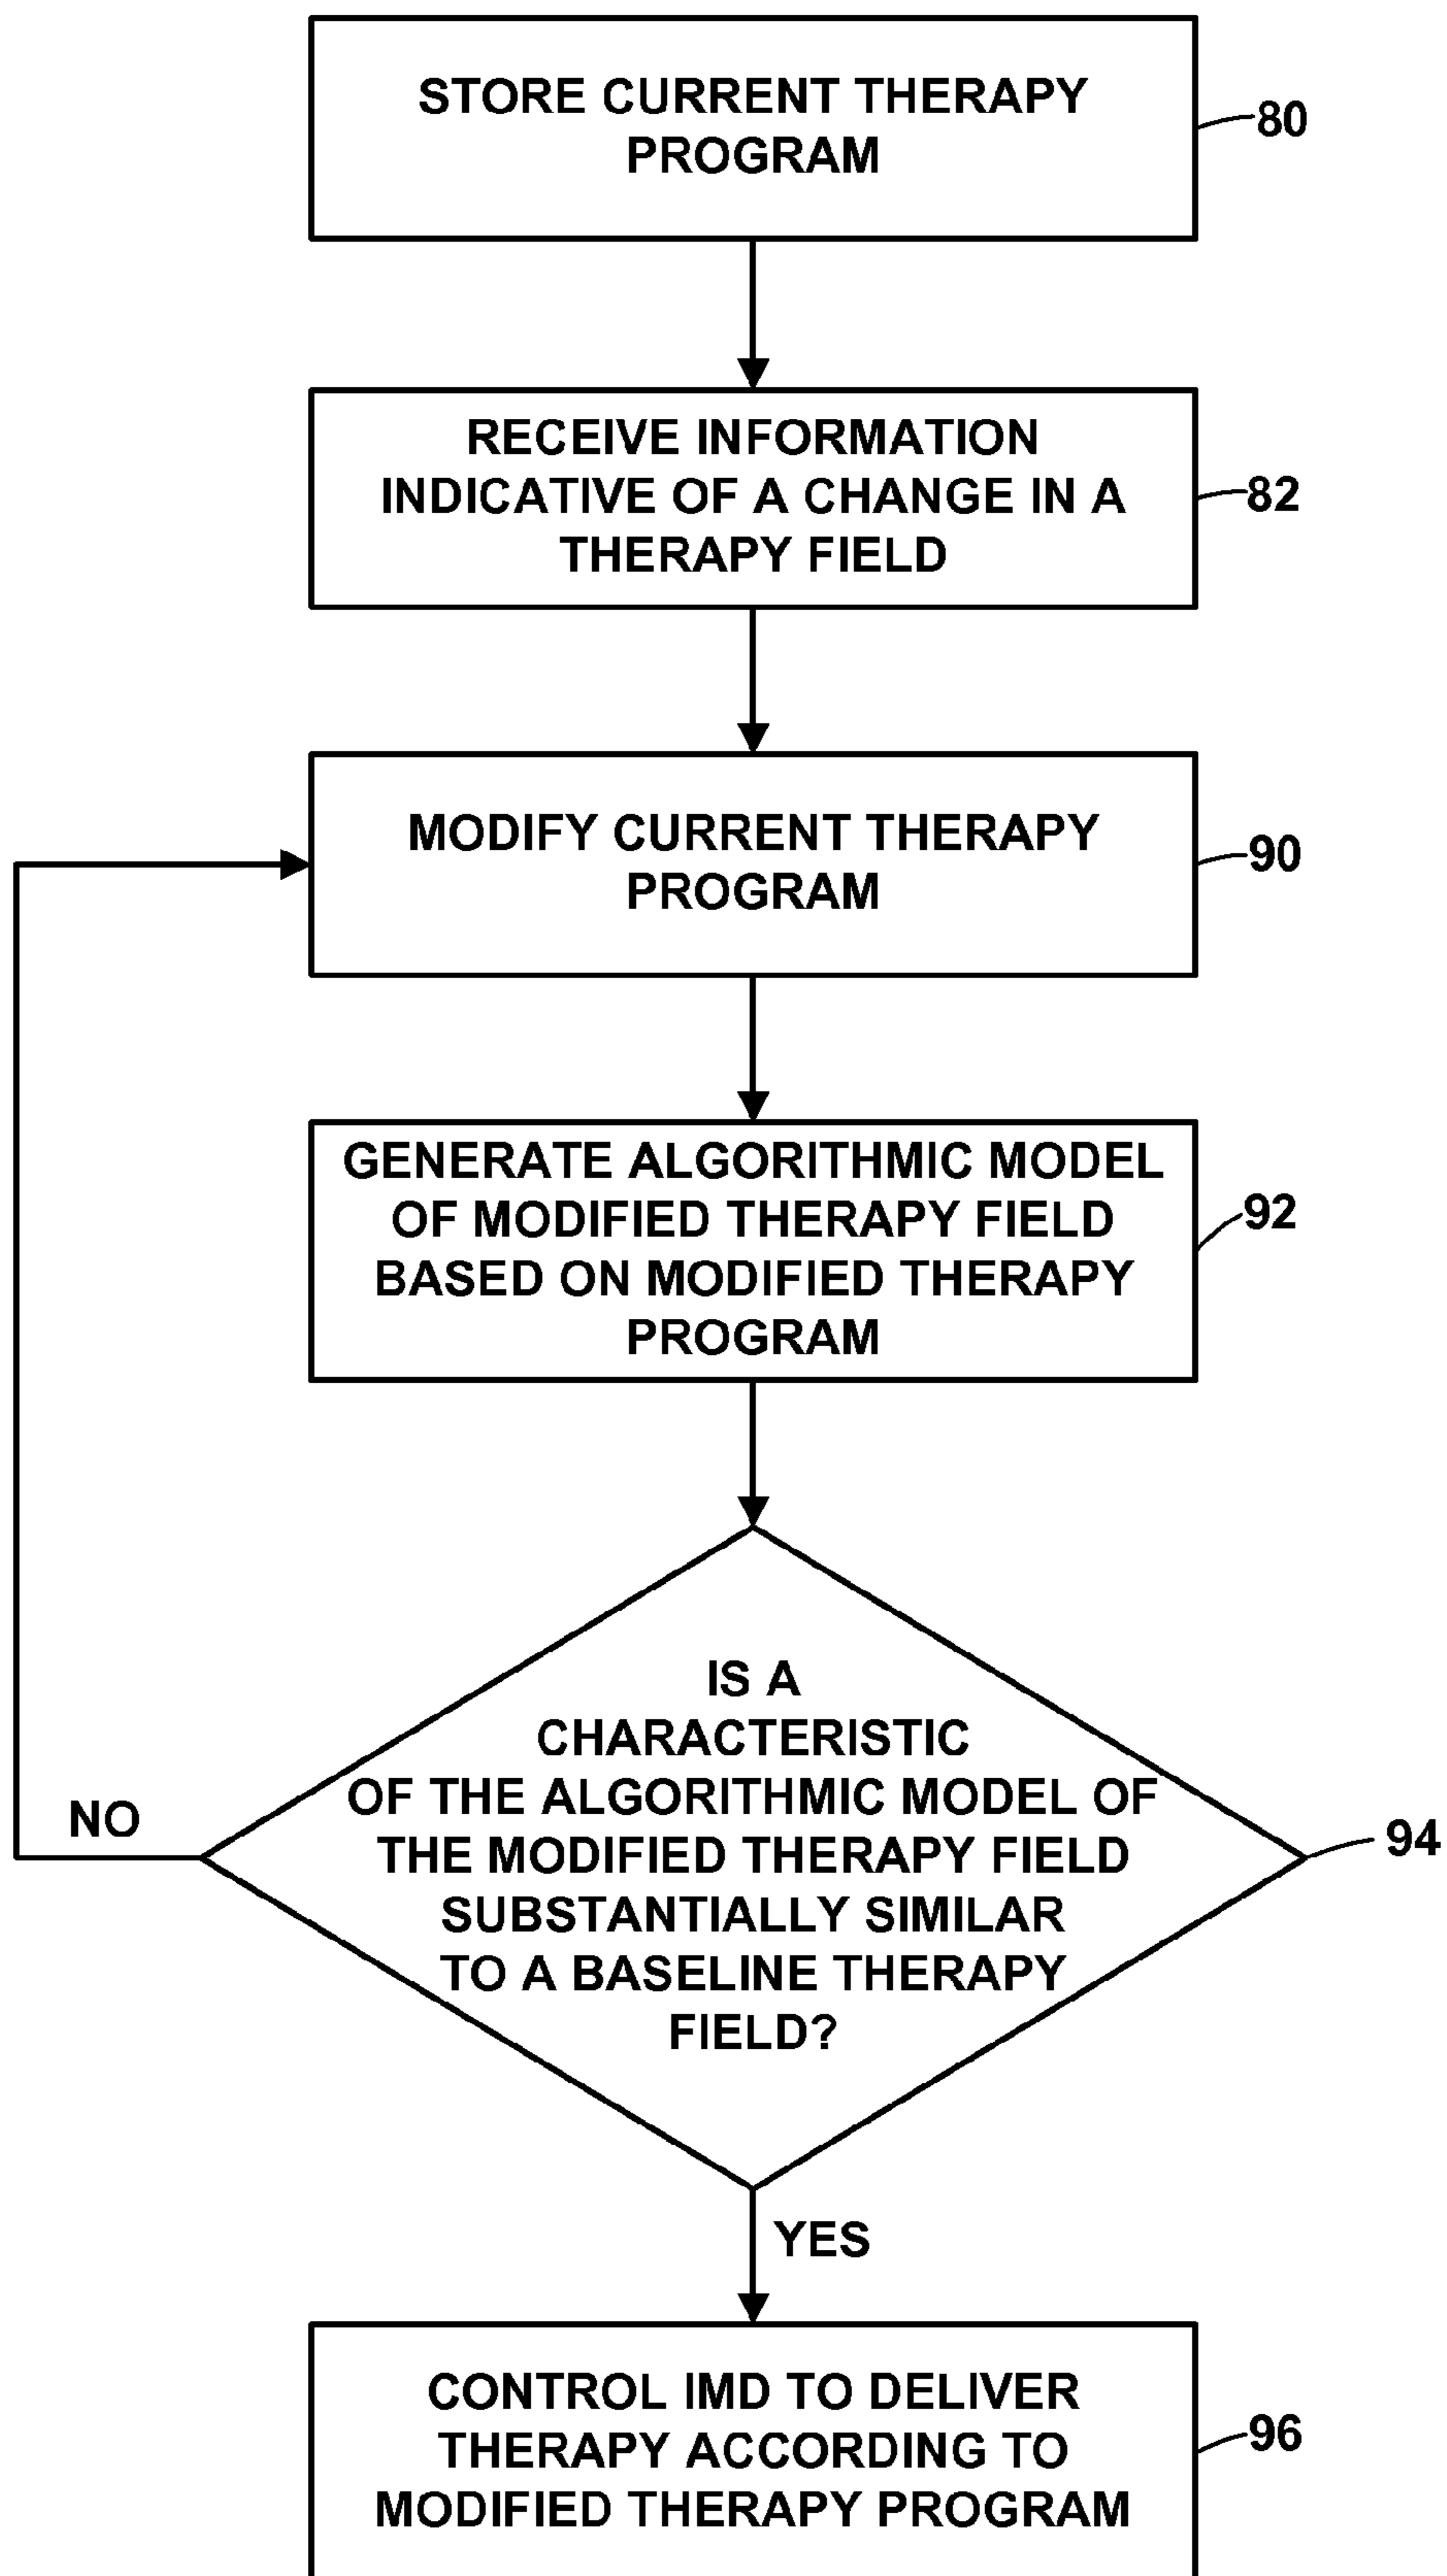 STORE CURRENT THERAPY
PROGRAM
80
RECEIVE INFORMATION
INDICATIVE OF A CHANGE IN A
THERAPY FIELD
82
MODIFY CURRENT THERAPY
PROGRAM
90
GENERATE ALGORITHMIC MODEL
OF MODIFIED THERAPY FIELD
BASED ON MODIFIED THERAPY
PROGRAM
92
IS A
CHARACTERISTIC
OF THE ALGORITHMIC MODEL OF
THE MODIFIED THERAPY FIELD
SUBSTANTIALLY SIMILAR
TO A BASELINE THERAPY
FIELD?
94
NO
YES
CONTROL IMD TO DELIVER
THERAPY ACCORDING TO
MODIFIED THERAPY PROGRAM
96